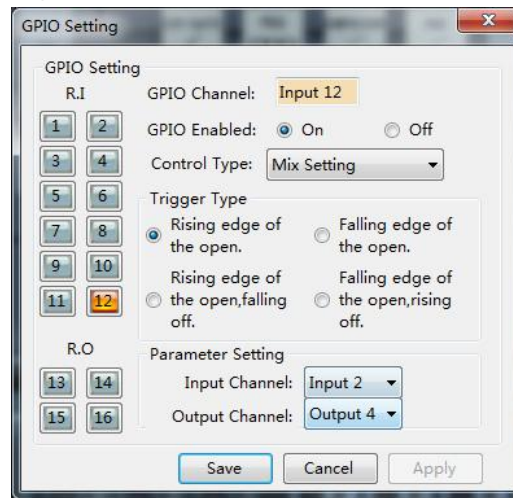 GPIO Setting
x
GPIO Setting
R.I
GPIO Channel: Input 12
1 2
GPIO Enabled: On Off
3 4
Control Type: Mix Setting
5 6
Trigger Type
7 8
Rising edge of
the open.
Falling edge of
the open.
9 10
11 12
Rising edge of
the open,falling
off.
Falling edge of
the open,rising
off.
R.O
Parameter Setting
13 14
Input Channel: Input 2
15 16
Output Channel: Output 4
Save Cancel Apply